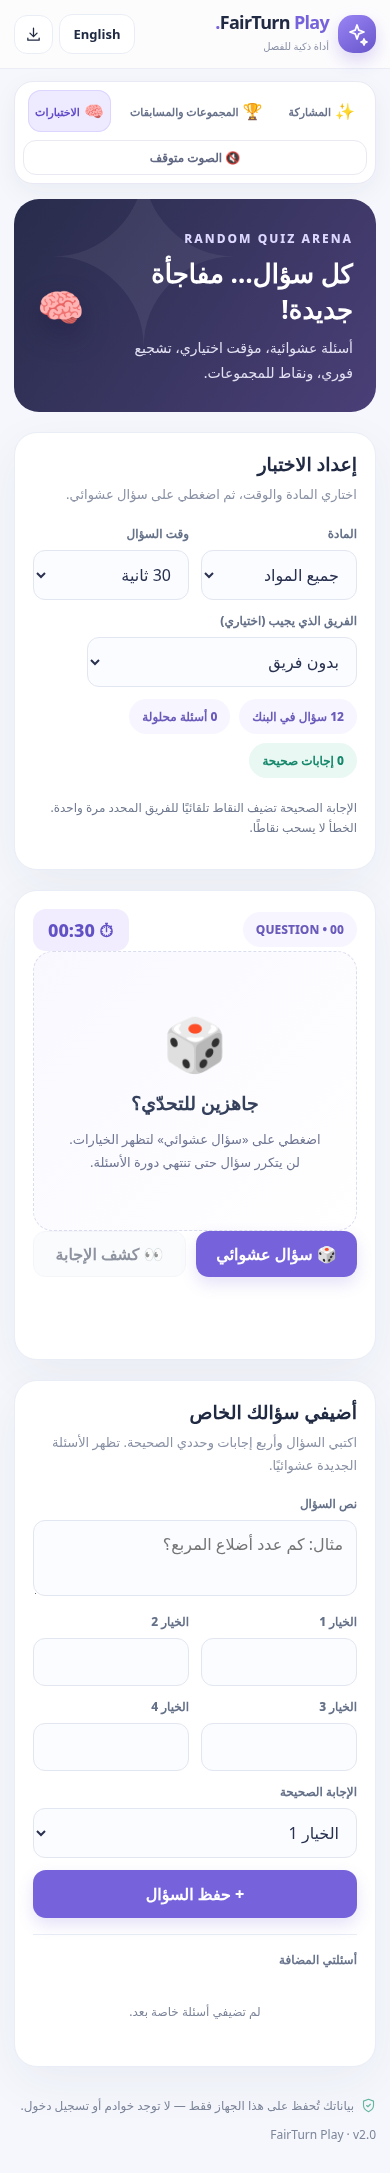 FairTurn Play.
أداة ذكية للفصل
English
✨ المشاركة
🏆 المجموعات والمسابقات
🧠 الاختبارات
🔇 الصوت متوقف
RANDOM QUIZ ARENA
كل سؤال… مفاجأة
جديدة!
أسئلة عشوائية، مؤقت اختياري، تشجيع
فوري، ونقاط للمجموعات.
إعداد الاختبار
اختاري المادة والوقت، ثم اضغطي على سؤال عشوائي.
المادة
وقت السؤال
جميع المواد
30 ثانية
الفريق الذي يجيب (اختياري)
بدون فريق
12 سؤال في البنك
0 أسئلة محلولة
0 إجابات صحيحة
الإجابة الصحيحة تضيف النقاط تلقائيًا للفريق المحدد مرة واحدة.
الخطأ لا يسحب نقاطًا.
QUESTION • 00
⏱ 00:30
جاهزين للتحدّي؟
اضغطي على «سؤال عشوائي» لتظهر الخيارات.
لن يتكرر سؤال حتى تنتهي دورة الأسئلة.
🎲 سؤال عشوائي
👀 كشف الإجابة
أضيفي سؤالك الخاص
اكتبي السؤال وأربع إجابات وحددي الصحيحة. تظهر الأسئلة
الجديدة عشوائيًا.
نص السؤال
مثال: كم عدد أضلاع المربع؟
الخيار 1
الخيار 2
الخيار 3
الخيار 4
الإجابة الصحيحة
الخيار 1
+ حفظ السؤال
أسئلتي المضافة
لم تضيفي أسئلة خاصة بعد.
بياناتك تُحفظ على هذا الجهاز فقط — لا توجد خوادم أو تسجيل دخول.
FairTurn Play · v2.0